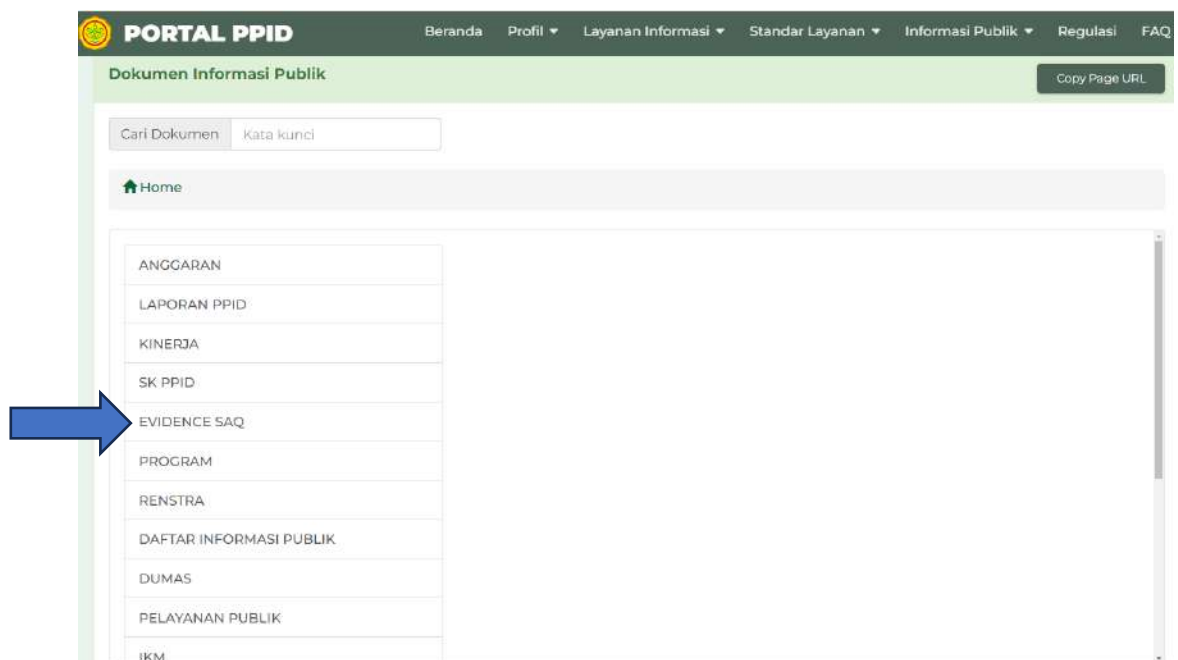 PORTAL PPID Beranda Profil Layanan Informasi Standar Layanan Informasi Publik Regulasi FAQ
Dokumen Informasi Publik Copy Page URL
Cari Dokumen Kata kunci
Home
ANGGARAN
LAPORAN PPID
KINERJA
SK PPID
EVIDENCE SAQ
PROGRAM
RENSTRA
DAFTAR INFORMASI PUBLIK
DUMAS
PELAYANAN PUBLIK
IKM